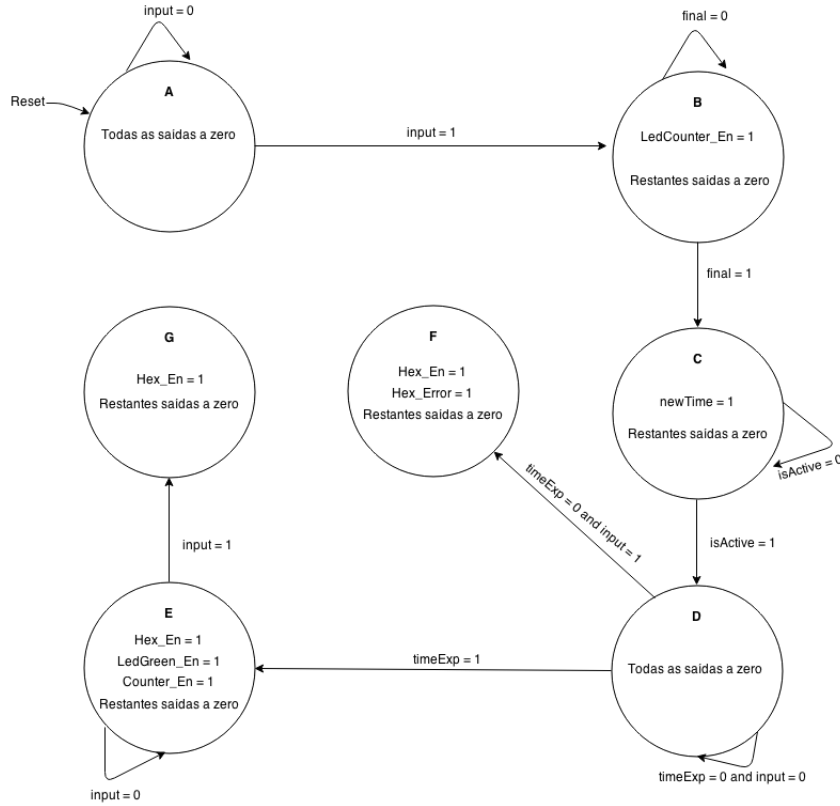 input = 0
final = 0
Reset
A
Todas as saidas a zero
input = 1
B
LedCounter_En = 1
Restantes saidas a zero
final = 1
G
Hex_En = 1
Restantes saidas a zero
F
Hex_En = 1
Hex_Error = 1
Restantes saidas a zero
C
newTime = 1
Restantes saidas a zero
isActive = 0
timeExp = 0 and input = 1
input = 1
isActive = 1
E
Hex_En = 1
LedGreen_En = 1
Counter_En = 1
Restantes saidas a zero
timeExp = 1
D
Todas as saidas a zero
timeExp = 0 and input = 0
input = 0